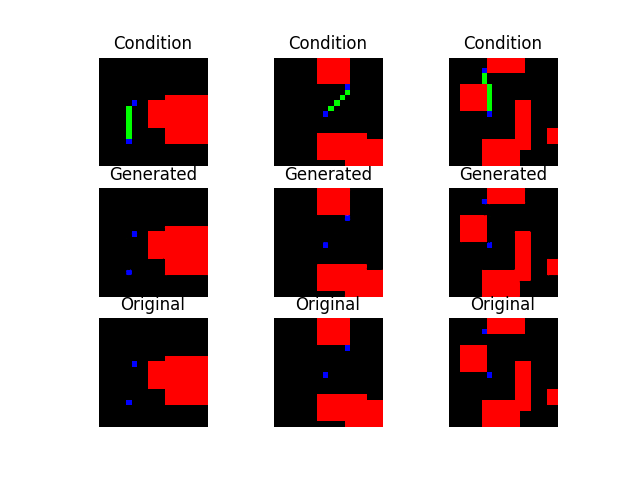 Condition Condition Condition
Generated Generated Generated
Original Original Original